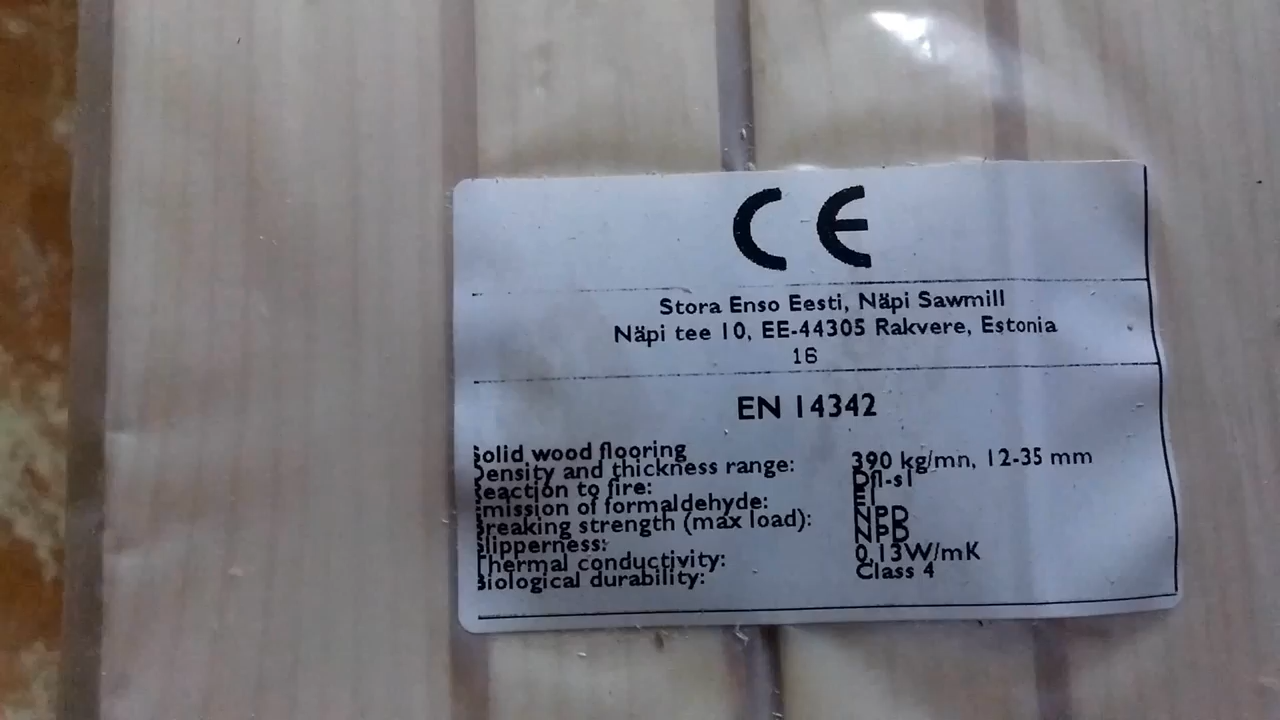 CE
Stora Enso Eesti, Näpi Sawmill
Näpi tee 10, EE-44305 Rakvere, Estonia
16
EN 14342
Solid wood flooring
Density and thickness range: 390 kg/mn, 12-35 mm
Reaction to fire: Dfl-s1
Emission of formaldehyde: E1
Breaking strength (max load): NPD
Slipperness: NPD
Thermal conductivity: 0,13W/mK
Biological durability: Class 4